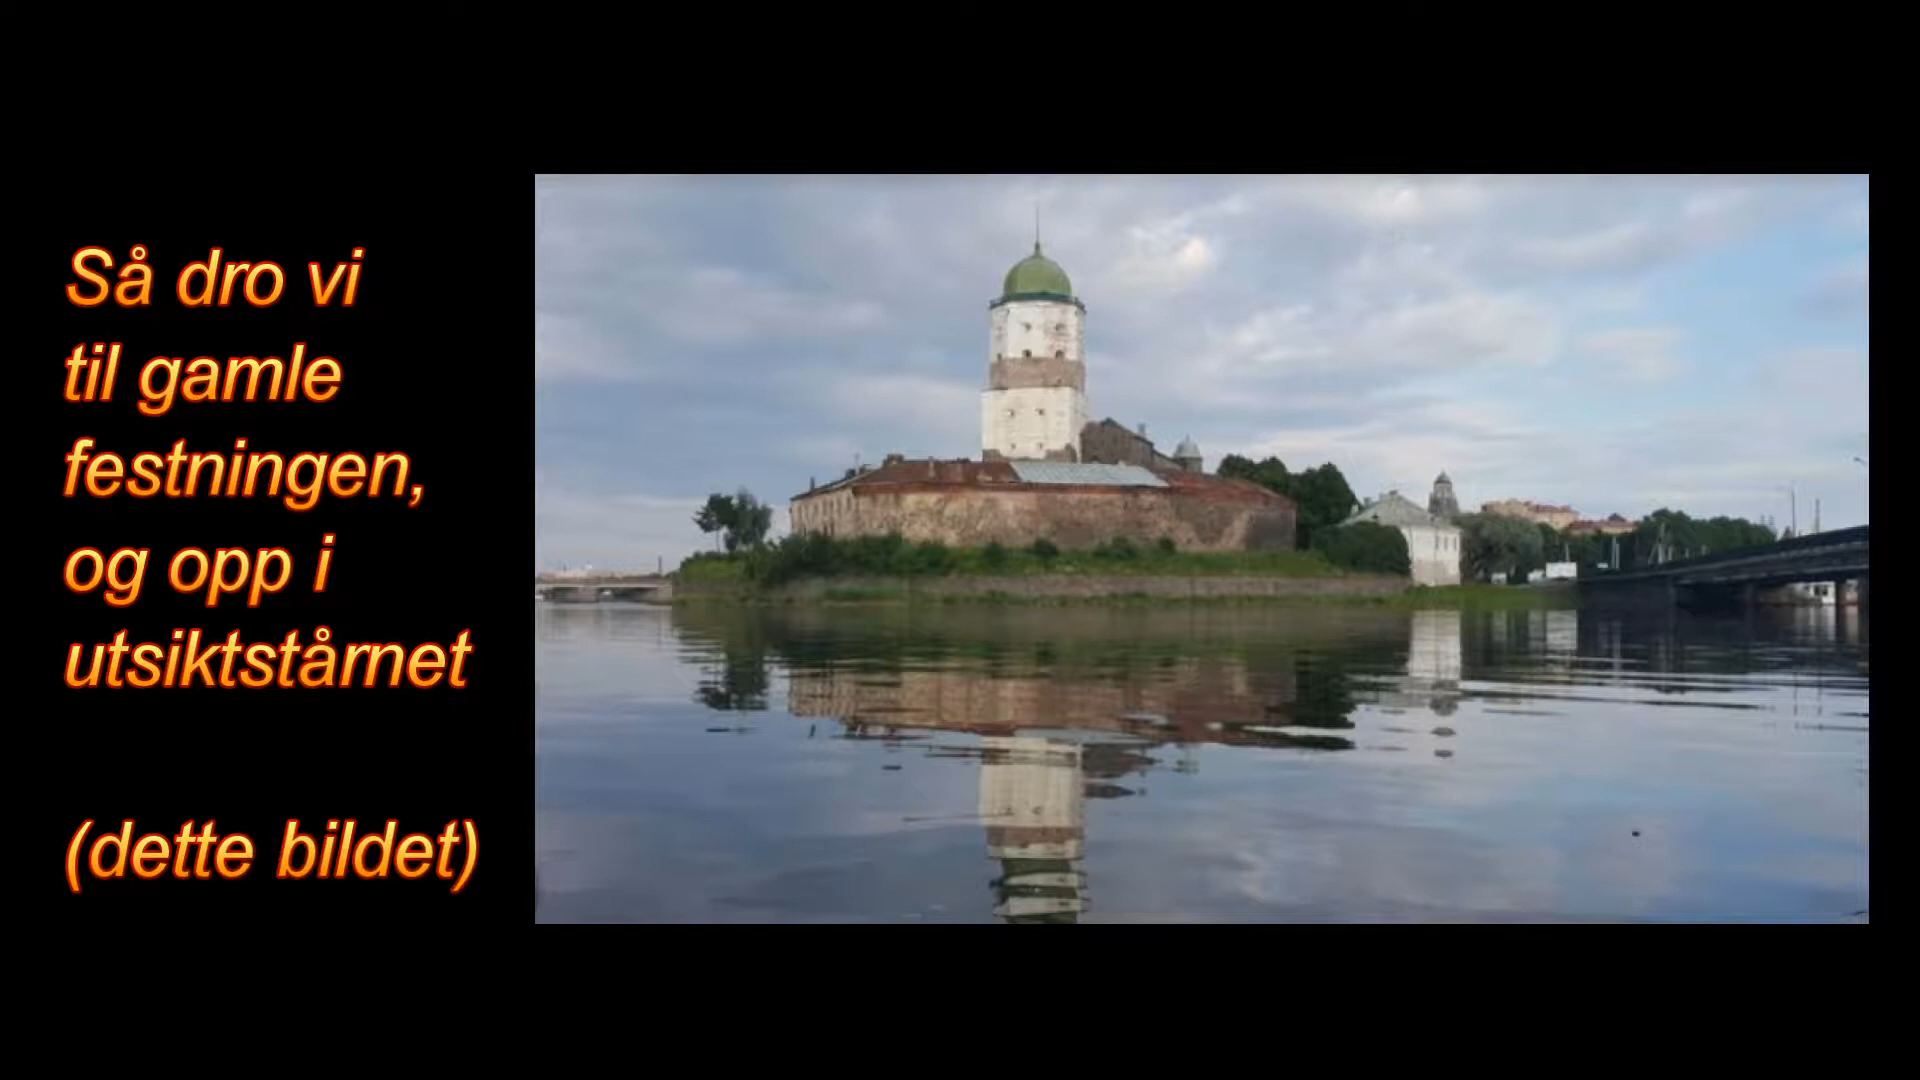 Så dro vi
til gamle
festningen,
og opp i
utsiktstårnet
(dette bildet)